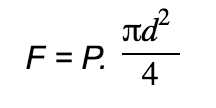 F = P. πd²/4